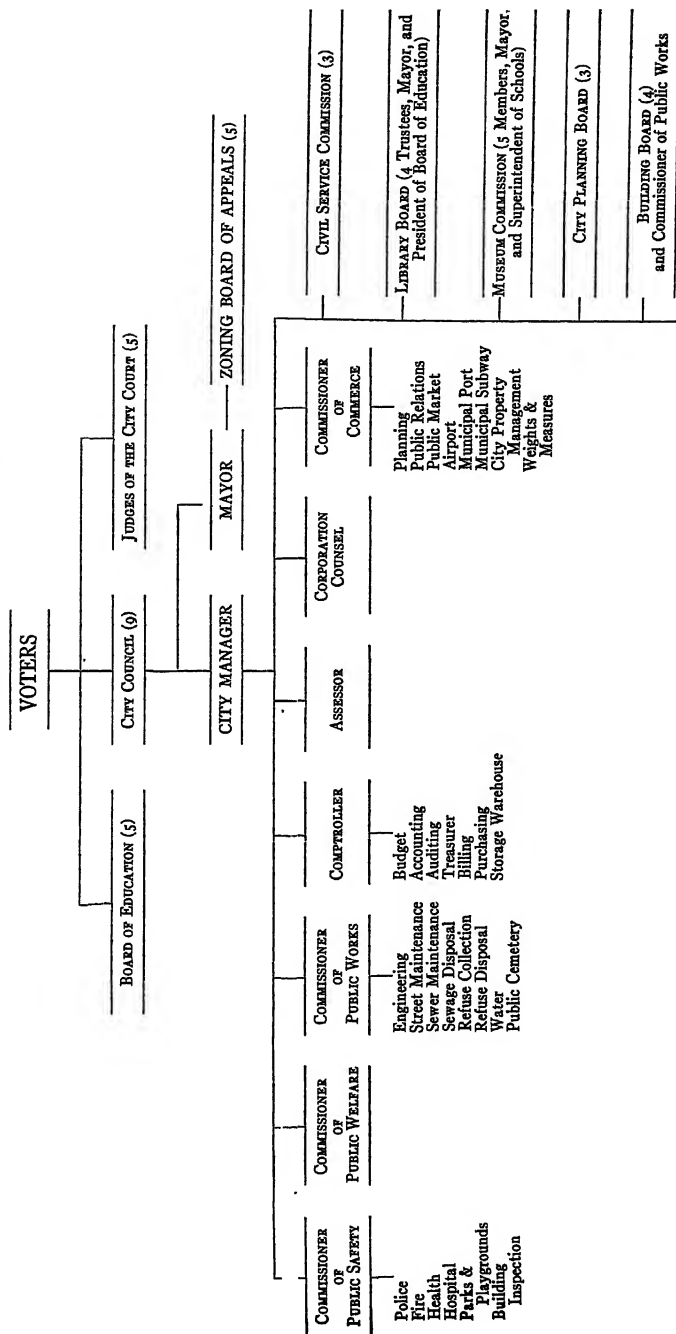 VOTERS
BOARD OF EDUCATION (5)
CITY COUNCIL (9)
JUDGES OF THE CITY COURT (5)
CITY MANAGER
MAYOR
ZONING BOARD OF APPEALS (5)
COMMISSIONER
OF
PUBLIC SAFETY
Police
Fire
Health
Hospital
Parks &
Playgrounds
Building
Inspection
COMMISSIONER
OF
PUBLIC WELFARE
COMMISSIONER
OF
PUBLIC WORKS
Engineering
Street Maintenance
Sewer Maintenance
Sewage Disposal
Refuse Collection
Refuse Disposal
Water
Public Cemetery
COMPTROLLER
Budget
Accounting
Auditing
Treasurer
Billing
Purchasing
Storage Warehouse
ASSESSOR
CORPORATION
COUNSEL
COMMISSIONER
OF
COMMERCE
Planning
Public Relations
Public Market
Airport
Municipal Port
Municipal Subway
City Property
Management
Weights &
Measures
CIVIL SERVICE COMMISSION (3)
LIBRARY BOARD (4 Trustees, Mayor, and
President of Board of Education)
MUSEUM COMMISSION (5 Members, Mayor,
and Superintendent of Schools)
CITY PLANNING BOARD (3)
BUILDING BOARD (4)
and Commissioner of Public Works